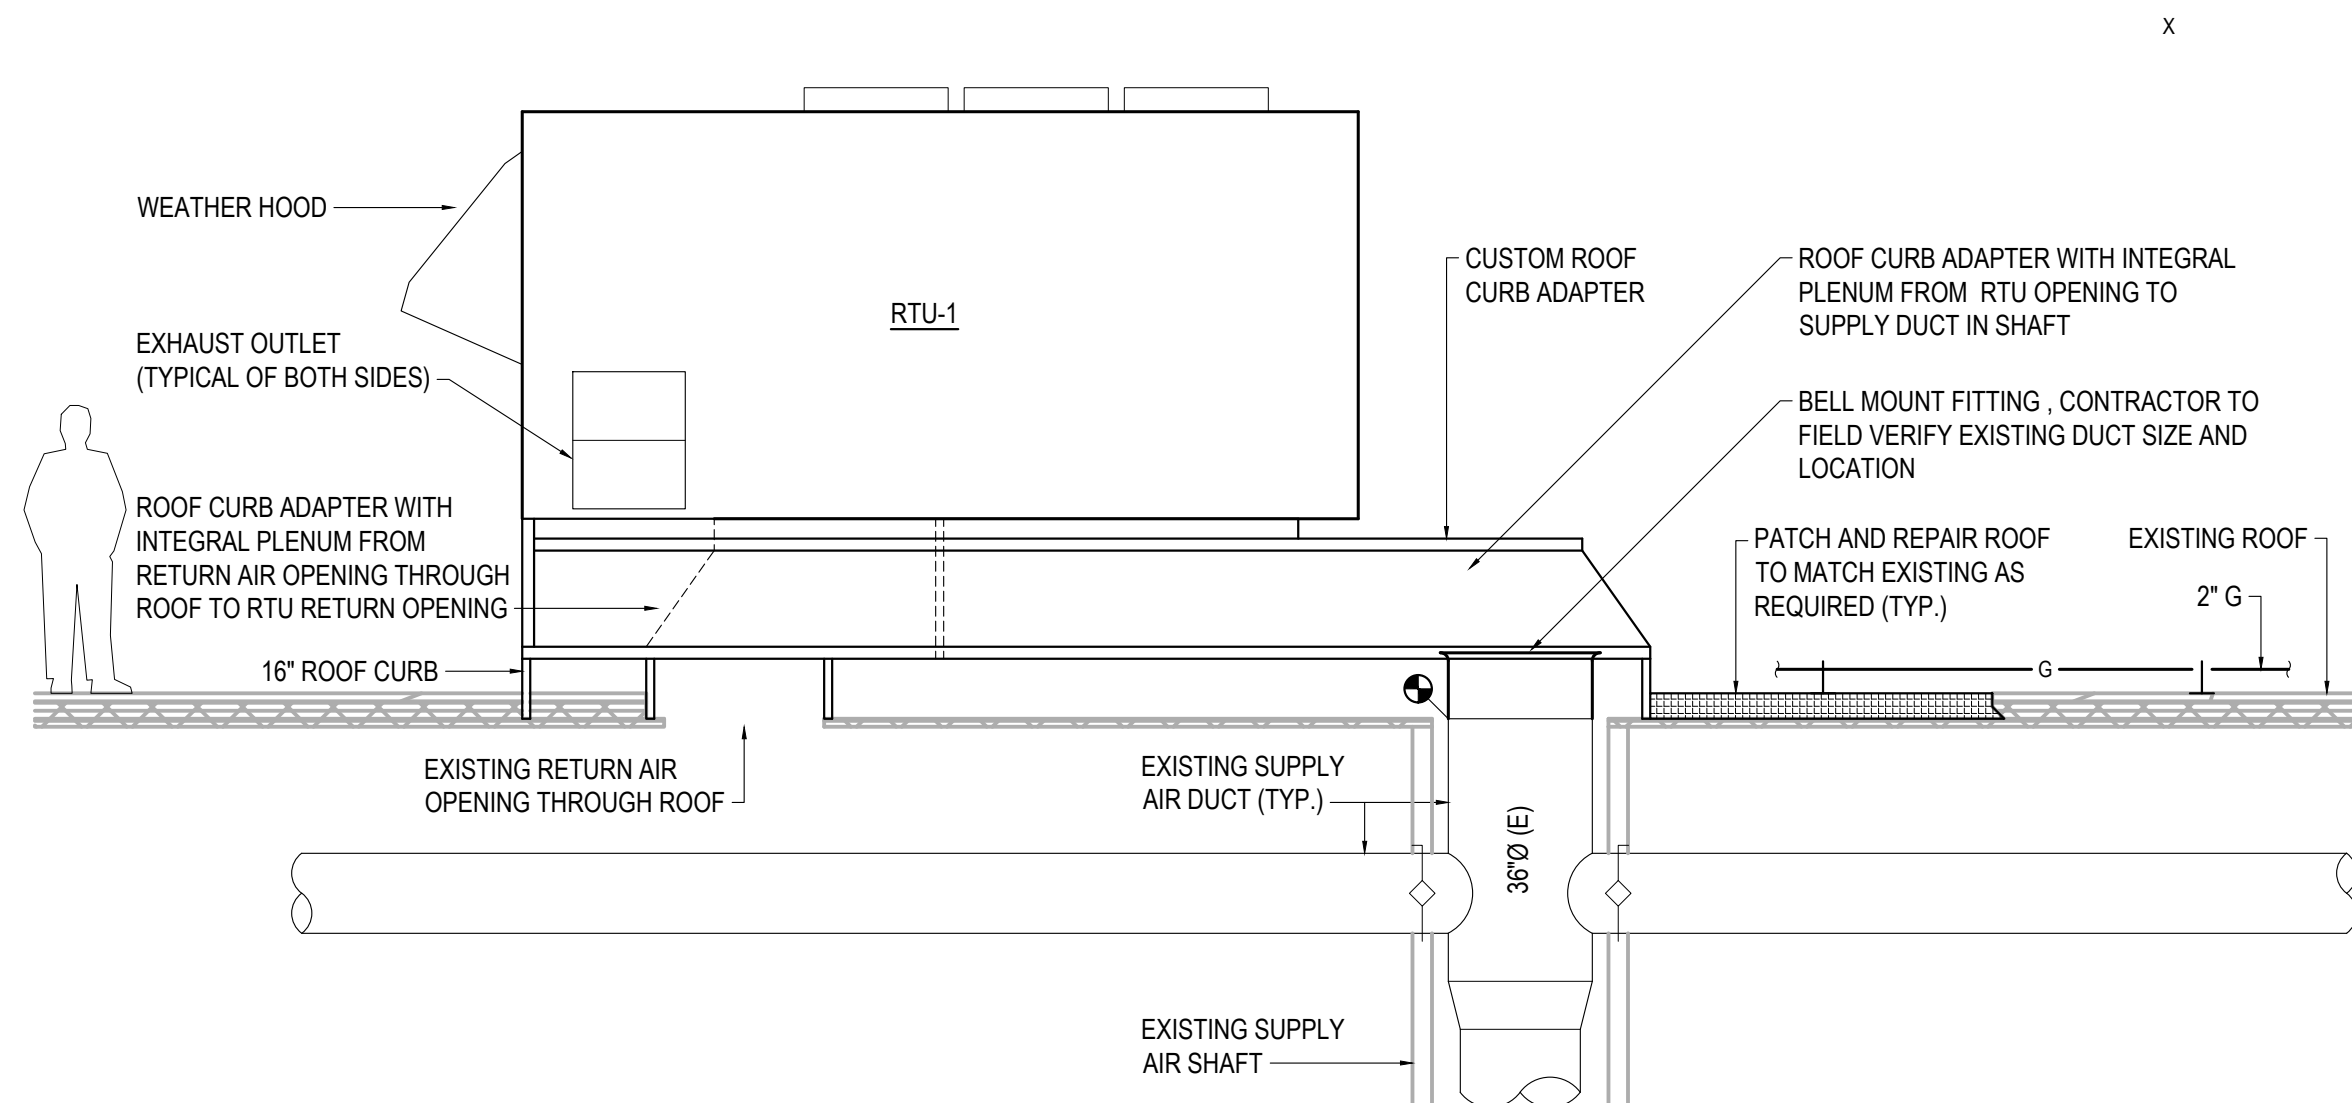 X
WEATHER HOOD
RTU-1
EXHAUST OUTLET
(TYPICAL OF BOTH SIDES)
CUSTOM ROOF
CURB ADAPTER
ROOF CURB ADAPTER WITH INTEGRAL
PLENUM FROM RTU OPENING TO
SUPPLY DUCT IN SHAFT
BELL MOUNT FITTING , CONTRACTOR TO
FIELD VERIFY EXISTING DUCT SIZE AND
LOCATION
ROOF CURB ADAPTER WITH
INTEGRAL PLENUM FROM
RETURN AIR OPENING THROUGH
ROOF TO RTU RETURN OPENING
PATCH AND REPAIR ROOF
TO MATCH EXISTING AS
REQUIRED (TYP.)
EXISTING ROOF
2" G
16" ROOF CURB
G
EXISTING RETURN AIR
OPENING THROUGH ROOF
EXISTING SUPPLY
AIR DUCT (TYP.)
36"Ø (E)
EXISTING SUPPLY
AIR SHAFT